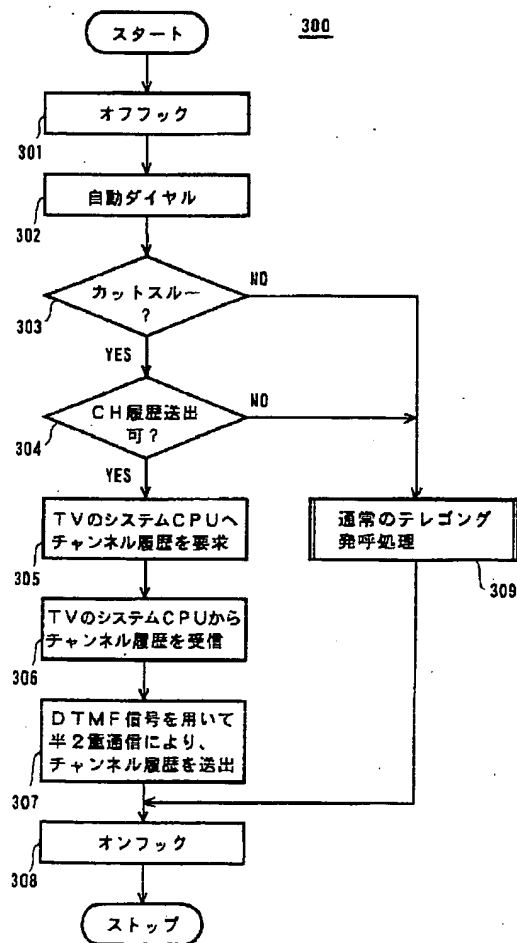 スタート
300
オフフック
301
自動ダイヤル
302
カットスルー
?
NO
303
YES
CH履歴送出
可?
NO
304
YES
TVのシステムCPUへ
チャンネル履歴を要求
305
通常のテレゴング
発呼処理
309
TVのシステムCPUから
チャンネル履歴を受信
306
DTMF信号を用いて
半2重通信により、
チャンネル履歴を送出
307
オンフック
308
ストップ